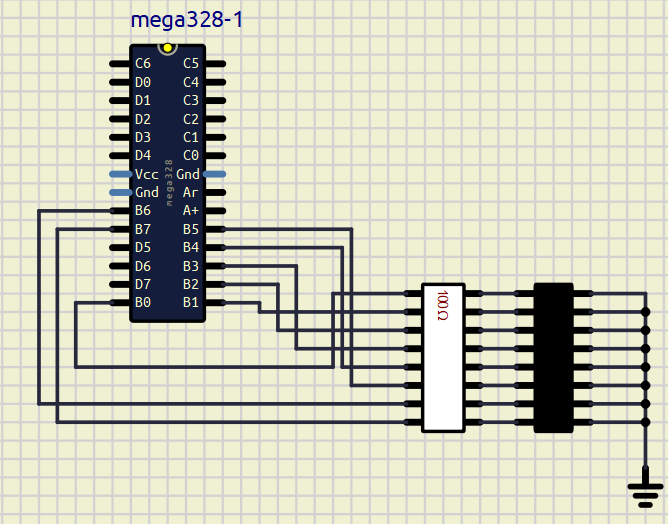 mega328-1
C6 C5
D0 C4
D1 C3
D2 C2
D3 C1
D4 C0
Vcc Gnd
Gnd Ar
B6 A+
B7 B5
D5 B4
D6 B3
D7 B2
B0 B1
mega328
100Ω